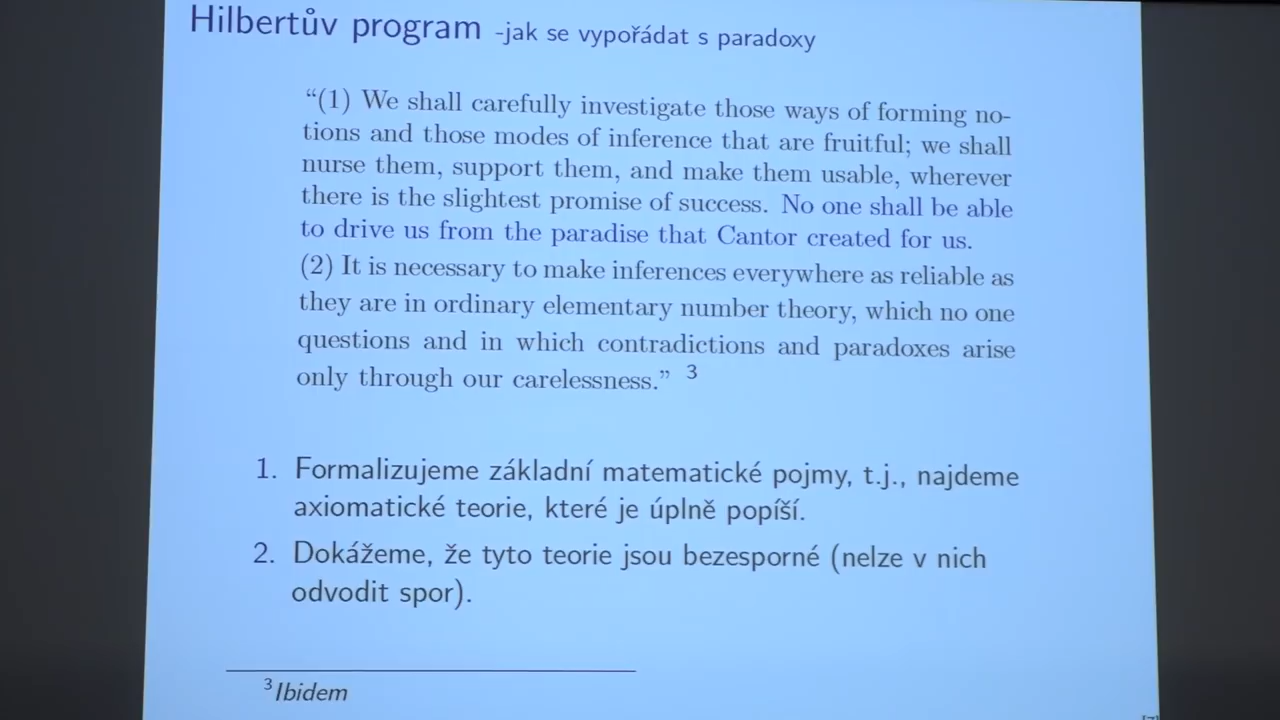 Hilbertův program -jak se vypořádat s paradoxy
“(1) We shall carefully investigate those ways of forming no-
tions and those modes of inference that are fruitful; we shall
nurse them, support them, and make them usable, wherever
there is the slightest promise of success. No one shall be able
to drive us from the paradise that Cantor created for us.
(2) It is necessary to make inferences everywhere as reliable as
they are in ordinary elementary number theory, which no one
questions and in which contradictions and paradoxes arise
only through our carelessness.” 3
1. Formalizujeme základní matematické pojmy, t.j., najdeme
axiomatické teorie, které je úplně popíší.
2. Dokážeme, že tyto teorie jsou bezesporné (nelze v nich
odvodit spor).
3 Ibidem